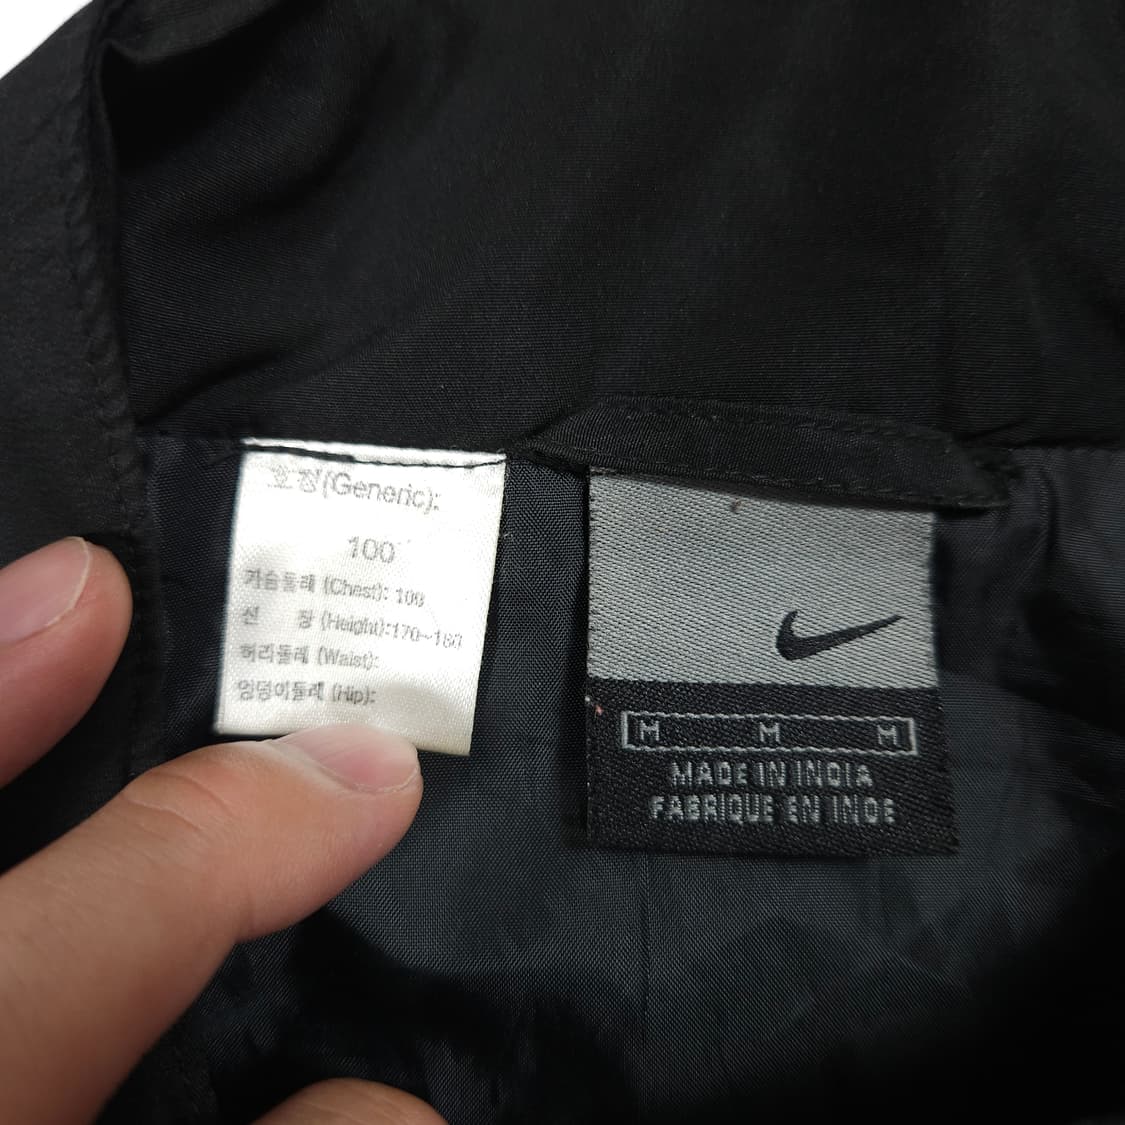 호칭(Generic):
100
가슴둘레 (Chest): 100
신 장 (Height):170~180
허리둘레 (Waist):
엉덩이둘레 (Hip):
M M M
MADE IN INDIA
FABRIQUE EN INDE